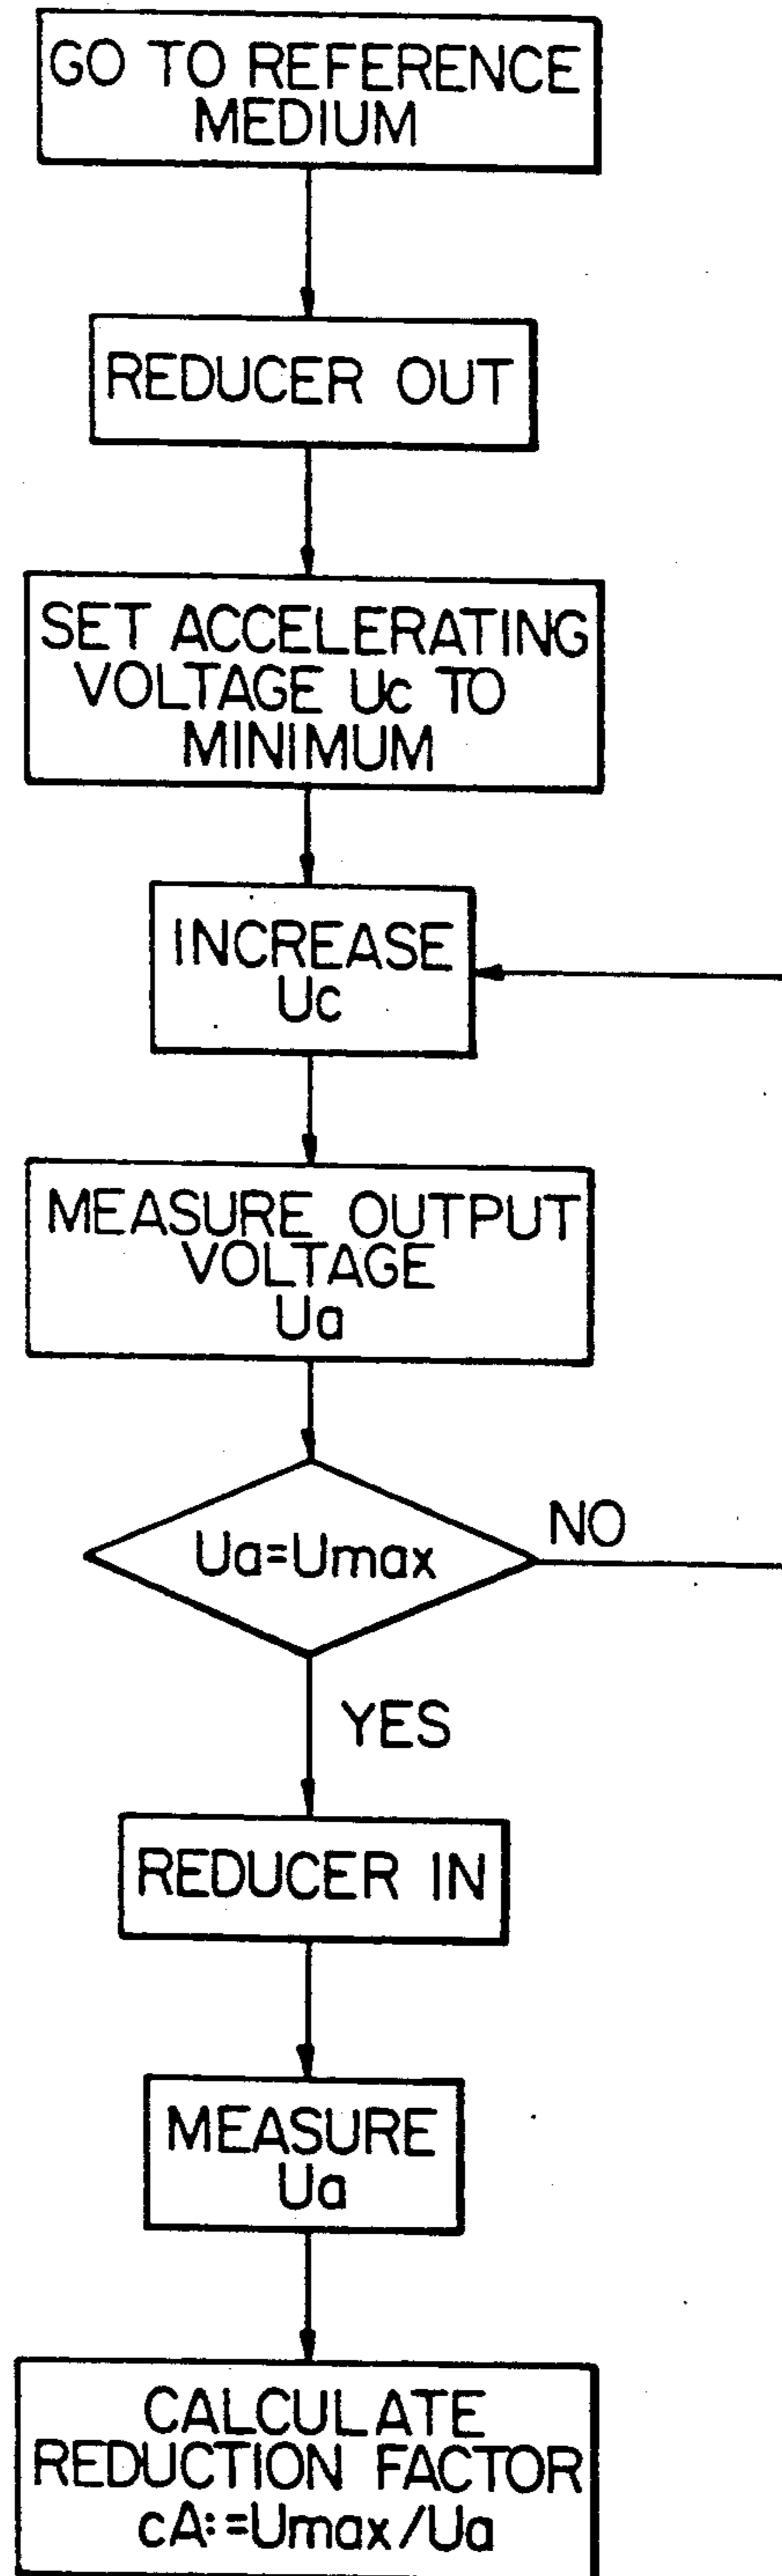 GO TO REFERENCE
MEDIUM
REDUCER OUT
SET ACCELERATING
VOLTAGE Uc TO
MINIMUM
INCREASE
Uc
MEASURE OUTPUT
VOLTAGE
Ua
Ua=Umax
NO
YES
REDUCER IN
MEASURE
Ua
CALCULATE
REDUCTION FACTOR
cA:=Umax/Ua